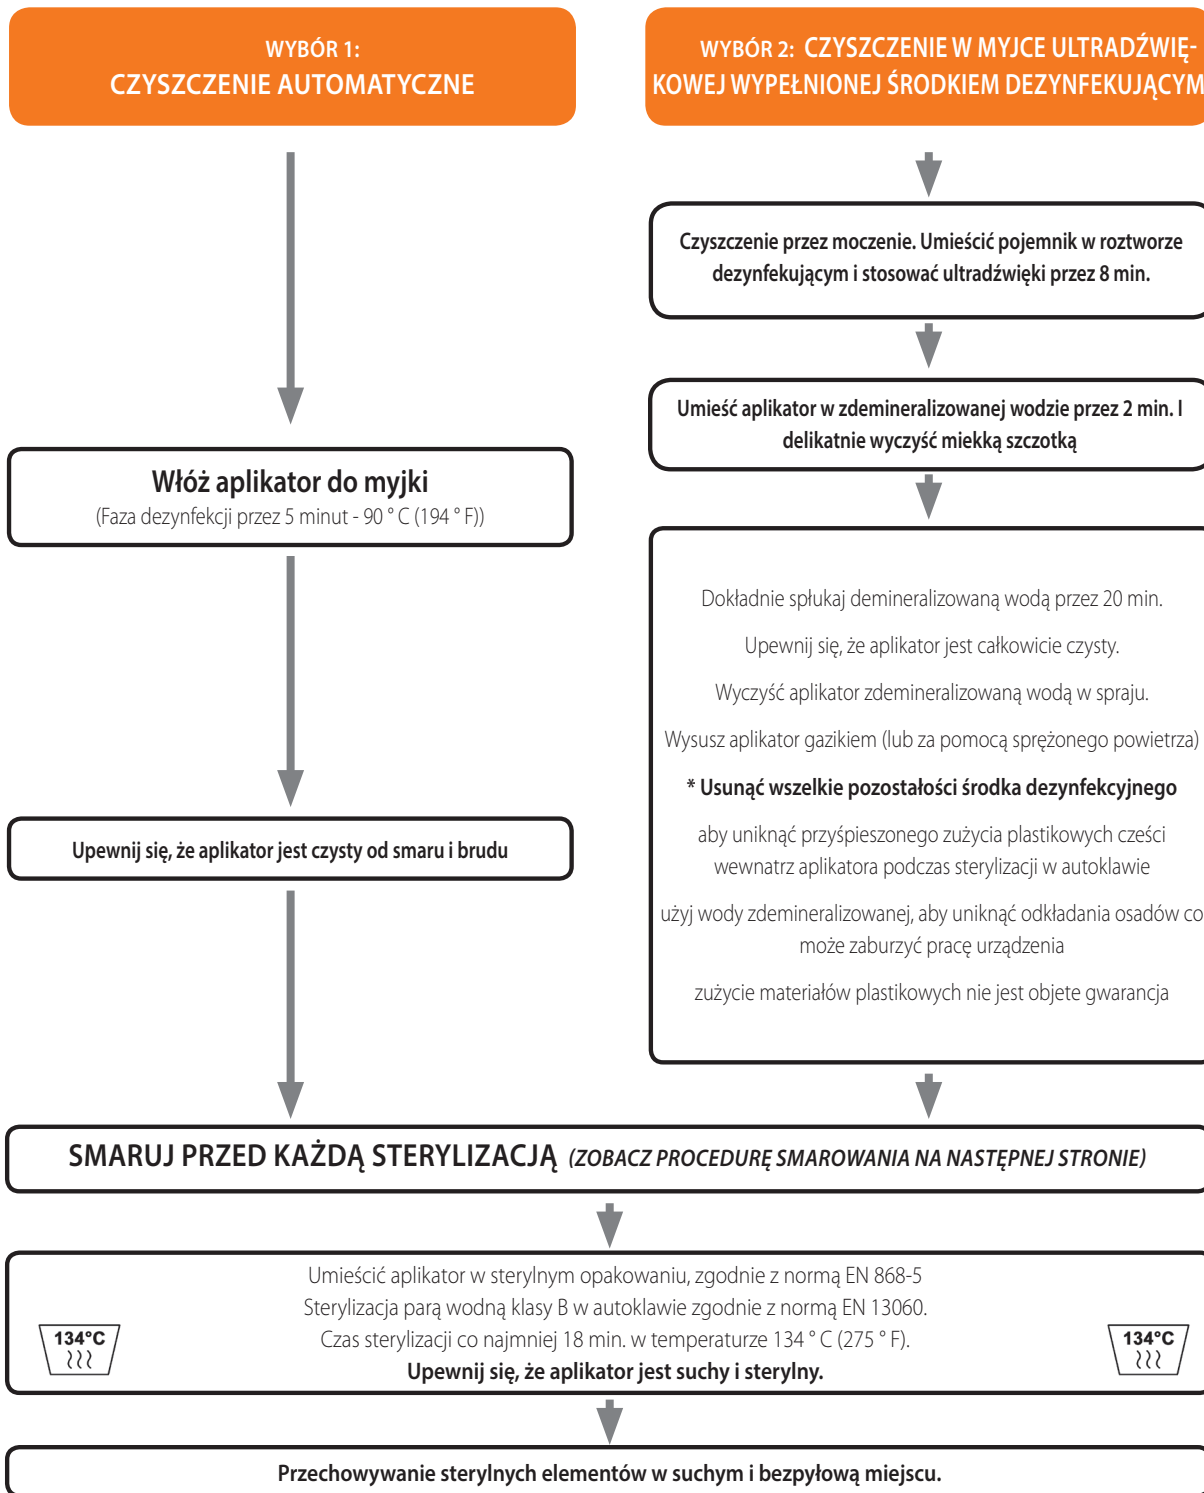 WYBÓR 1:
CZYSZCZENIE AUTOMATYCZNE
Włóż aplikator do myjki
(Faza dezynfekcji przez 5 minut - 90 ° C (194 ° F))
Upewnij się, że aplikator jest czysty od smaru i brudu
WYBÓR 2: CZYSZCZENIE W MYJCE ULTRADŹWIĘ-
KOWEJ WYPEŁNIONEJ ŚRODKIEM DEZYNFEKUJĄCYM
Czyszczenie przez moczenie. Umieścić pojemnik w roztworze
dezynfekującym i stosować ultradźwięki przez 8 min.
Umieść aplikator w zdemineralizowanej wodzie przez 2 min. I
delikatnie wyczyść miekką szczotką
Dokładnie spłukaj demineralizowaną wodą przez 20 min.
Upewnij się, że aplikator jest całkowicie czysty.
Wyczyść aplikator zdemineralizowaną wodą w spraju.
Wysusz aplikator gazikiem (lub za pomocą sprężonego powietrza)
* Usunąć wszelkie pozostałości środka dezynfekcyjnego
aby uniknąć przyśpieszonego zużycia plastikowych cześci
wewnatrz aplikatora podczas sterylizacji w autoklawie
użyj wody zdemineralizowanej, aby uniknąć odkładania osadów co
może zaburzyć pracę urządzenia
zużycie materiałów plastikowych nie jest objete gwarancja
SMARUJ PRZED KAŻDĄ STERYLIZACJĄ (ZOBACZ PROCEDURĘ SMAROWANIA NA NASTĘPNEJ STRONIE)
Umieścić aplikator w sterylnym opakowaniu, zgodnie z normą EN 868-5
Sterylizacja parą wodną klasy B w autoklawie zgodnie z normą EN 13060.
Czas sterylizacji co najmniej 18 min. w temperaturze 134 ° C (275 ° F).
Upewnij się, że aplikator jest suchy i sterylny.
134°C
134°C
Przechowywanie sterylnych elementów w suchym i bezpyłową miejscu.